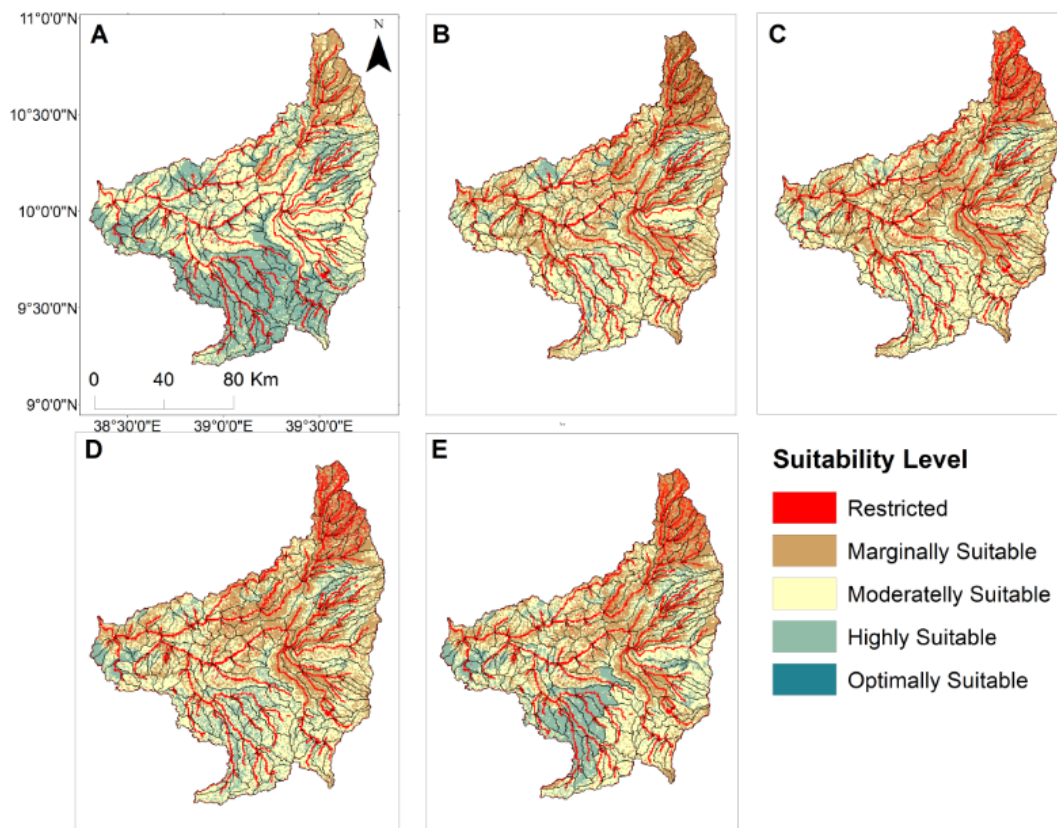 A
N
B
C
11°0'0"N
10°30'0"N
10°0'0"N
9°30'0"N
9°0'0"N
0 40 80 Km
38°30'0"E 39°0'0"E 39°30'0"E
D
E
Suitability Level
Restricted
Marginally Suitable
Moderatelly Suitable
Highly Suitable
Optimally Suitable